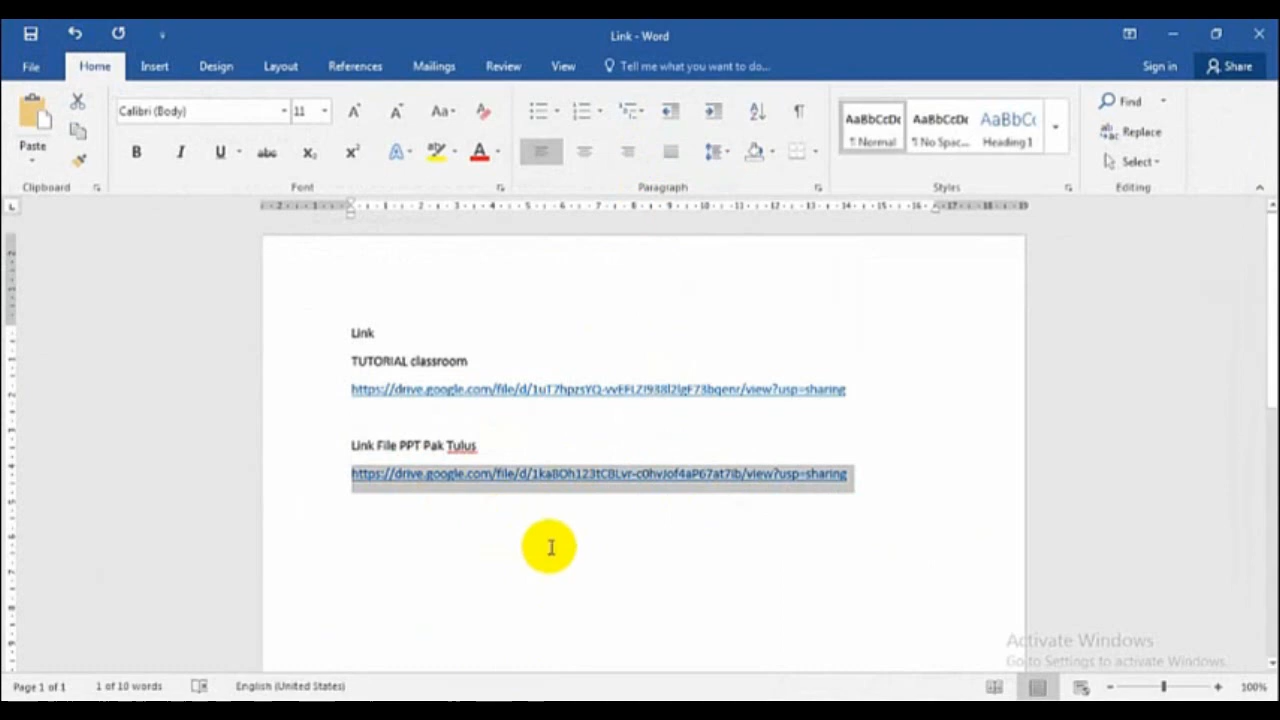 Link - Word
File Home Insert Design Layout References Mailings Review View Tell me what you want to do... Sign in Share
Calibri (Body) 11
Paste
Clipboard Font Paragraph Styles Editing
AaBbCcDc AaBbCcDc AaBbCc
¶ Normal ¶ No Spac... Heading 1
Find
Replace
Select
Link
TUTORIAL classroom
Link File PPT Pak Tulus
Activate Windows
Go to Settings to activate Windows.
Page 1 of 1 1 of 10 words English (United States) 100%